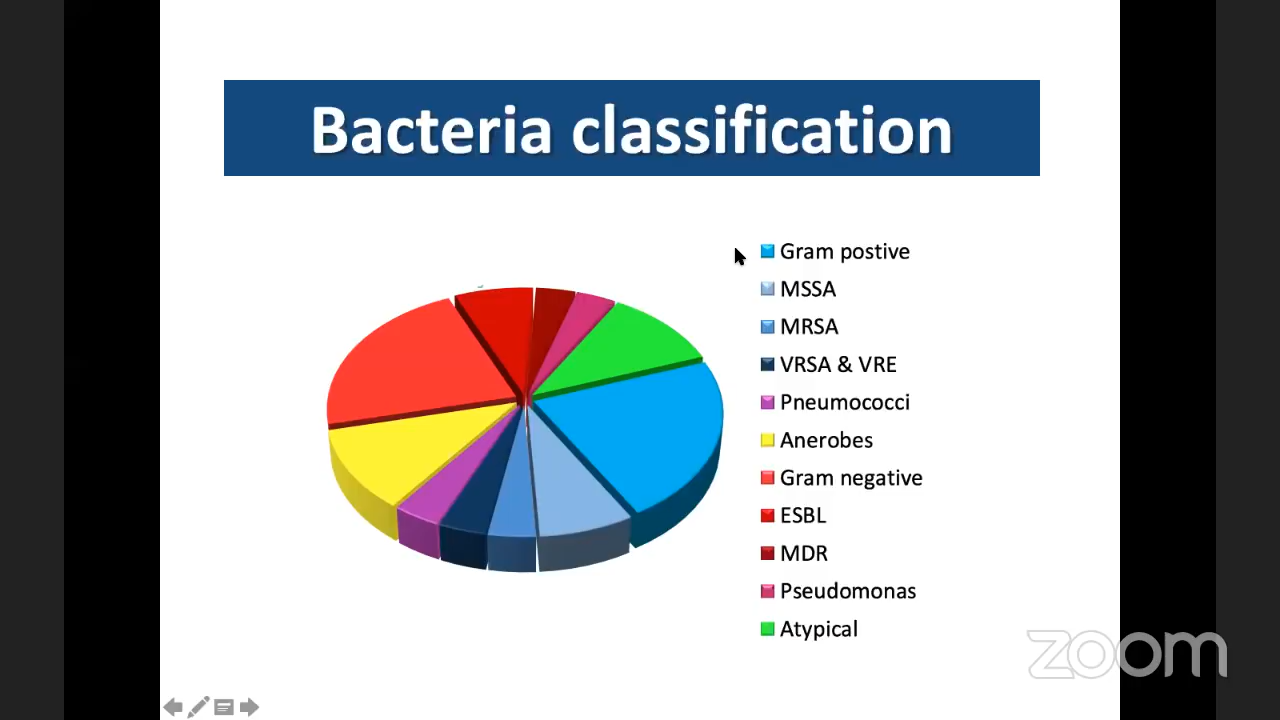 Bacteria classification
Gram postive
MSSA
MRSA
VRSA & VRE
Pneumococci
Anerobes
Gram negative
ESBL
MDR
Pseudomonas
Atypical
zoom